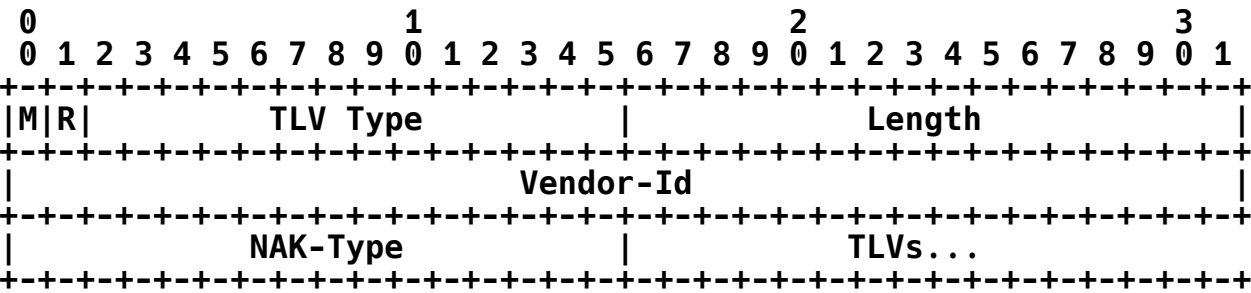 0                   1                   2                   3
 0 1 2 3 4 5 6 7 8 9 0 1 2 3 4 5 6 7 8 9 0 1 2 3 4 5 6 7 8 9 0 1
+-+-+-+-+-+-+-+-+-+-+-+-+-+-+-+-+-+-+-+-+-+-+-+-+-+-+-+-+-+-+-+-+
|M|R|         TLV Type          |            Length             |
+-+-+-+-+-+-+-+-+-+-+-+-+-+-+-+-+-+-+-+-+-+-+-+-+-+-+-+-+-+-+-+-+
|                          Vendor-Id                            |
+-+-+-+-+-+-+-+-+-+-+-+-+-+-+-+-+-+-+-+-+-+-+-+-+-+-+-+-+-+-+-+-+
|            NAK-Type           |           TLVs...
+-+-+-+-+-+-+-+-+-+-+-+-+-+-+-+-+-+-+-+-+-+-+-+-+-+-+-+-+-+-+-+-+